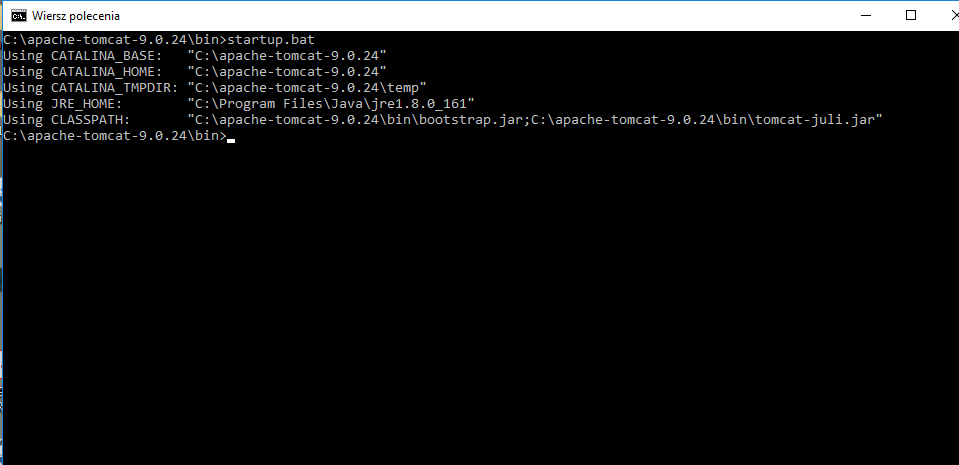 Wiersz polecenia
C:\apache-tomcat-9.0.24\bin>startup.bat
Using CATALINA_BASE:   "C:\apache-tomcat-9.0.24"
Using CATALINA_HOME:   "C:\apache-tomcat-9.0.24"
Using CATALINA_TMPDIR: "C:\apache-tomcat-9.0.24\temp"
Using JRE_HOME:        "C:\Program Files\Java\jre1.8.0_161"
Using CLASSPATH:       "C:\apache-tomcat-9.0.24\bin\bootstrap.jar;C:\apache-tomcat-9.0.24\bin\tomcat-juli.jar"
C:\apache-tomcat-9.0.24\bin>